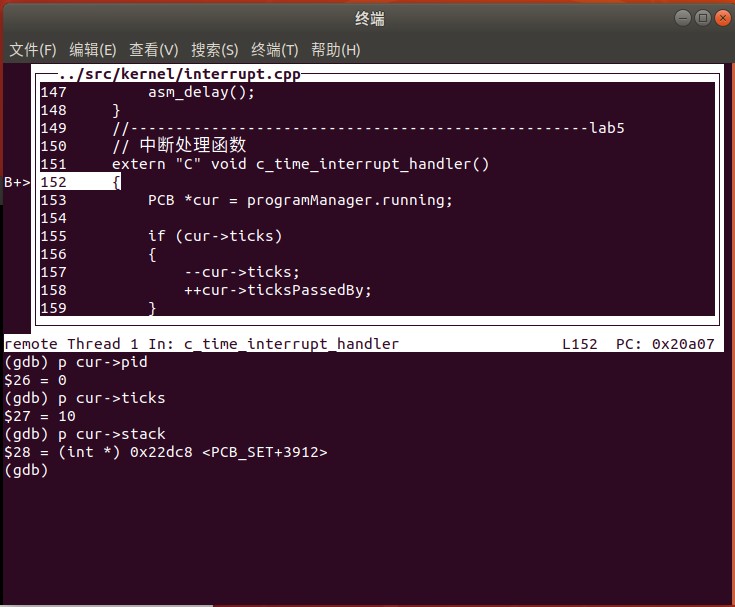 终端
文件(F) 编辑(E) 查看(V) 搜索(S) 终端(T) 帮助(H)
../src/kernel/interrupt.cpp
147         asm_delay();
148     }
149     //---------------------------------------------------lab5
150     // 中断处理函数
151     extern "C" void c_time_interrupt_handler()
B+> 152     {
153         PCB *cur = programManager.running;
154
155         if (cur->ticks)
156         {
157             --cur->ticks;
158             ++cur->ticksPassedBy;
159         }
remote Thread 1 In: c_time_interrupt_handler                  L152  PC: 0x20a07
(gdb) p cur->pid
$26 = 0
(gdb) p cur->ticks
$27 = 10
(gdb) p cur->stack
$28 = (int *) 0x22dc8 <PCB_SET+3912>
(gdb)